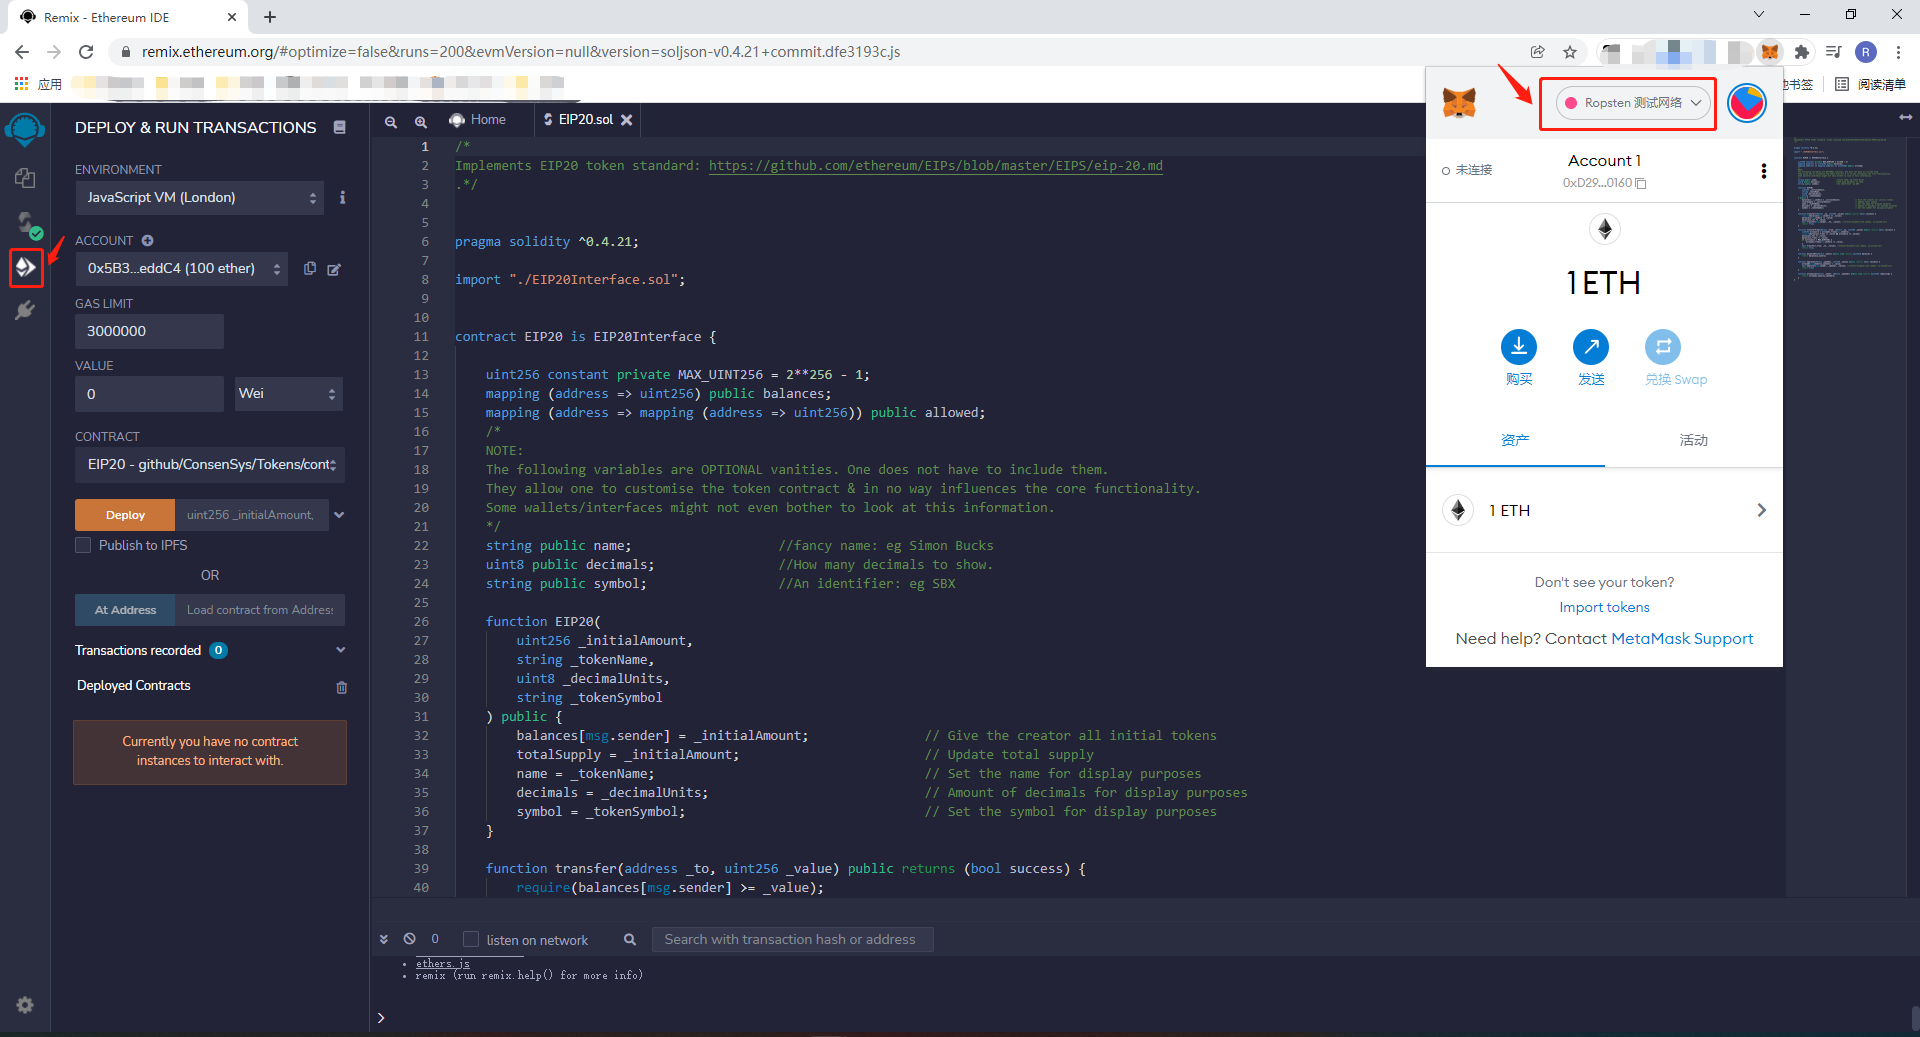 Remix - Ethereum IDE
remix.ethereum.org/#optimize=false&runs=200&evmVersion=null&version=soljson-v0.4.21+commit.dfe3193c.js
R
应用
他书签
阅读清单
DEPLOY & RUN TRANSACTIONS
ENVIRONMENT
JavaScript VM (London)
ACCOUNT
0x5B3...eddC4 (100 ether)
GAS LIMIT
3000000
VALUE
0
Wei
CONTRACT
EIP20 - github/ConsenSys/Tokens/cont
Deploy
uint256 _initialAmount,
Publish to IPFS
OR
At Address
Load contract from Address
Transactions recorded 0
Deployed Contracts
Currently you have no contract
instances to interact with.
Home
EIP20.sol
1 /*
2 Implements EIP20 token standard: https://github.com/ethereum/EIPs/blob/master/EIPS/eip-20.md
3 .*/
4
5
6 pragma solidity ^0.4.21;
7
8 import "./EIP20Interface.sol";
9
10
11 contract EIP20 is EIP20Interface {
12
13 uint256 constant private MAX_UINT256 = 2**256 - 1;
14 mapping (address => uint256) public balances;
15 mapping (address => mapping (address => uint256)) public allowed;
16 /*
17 NOTE:
18 The following variables are OPTIONAL vanities. One does not have to include them.
19 They allow one to customise the token contract & in no way influences the core functionality.
20 Some wallets/interfaces might not even bother to look at this information.
21 */
22 string public name; //fancy name: eg Simon Bucks
23 uint8 public decimals; //How many decimals to show.
24 string public symbol; //An identifier: eg SBX
25
26 function EIP20(
27 uint256 _initialAmount,
28 string _tokenName,
29 uint8 _decimalUnits,
30 string _tokenSymbol
31 ) public {
32 balances[msg.sender] = _initialAmount; // Give the creator all initial tokens
33 totalSupply = _initialAmount; // Update total supply
34 name = _tokenName; // Set the name for display purposes
35 decimals = _decimalUnits; // Amount of decimals for display purposes
36 symbol = _tokenSymbol; // Set the symbol for display purposes
37 }
38
39 function transfer(address _to, uint256 _value) public returns (bool success) {
40 require(balances[msg.sender] >= _value);
0
listen on network
Search with transaction hash or address
ethers.js
remix (run remix.help() for more info)
>
Ropsten 测试网络
未连接
Account 1
0xD29...0160
1 ETH
购买
发送
兑换 Swap
资产
活动
1 ETH
Don't see your token?
Import tokens
Need help? Contact MetaMask Support